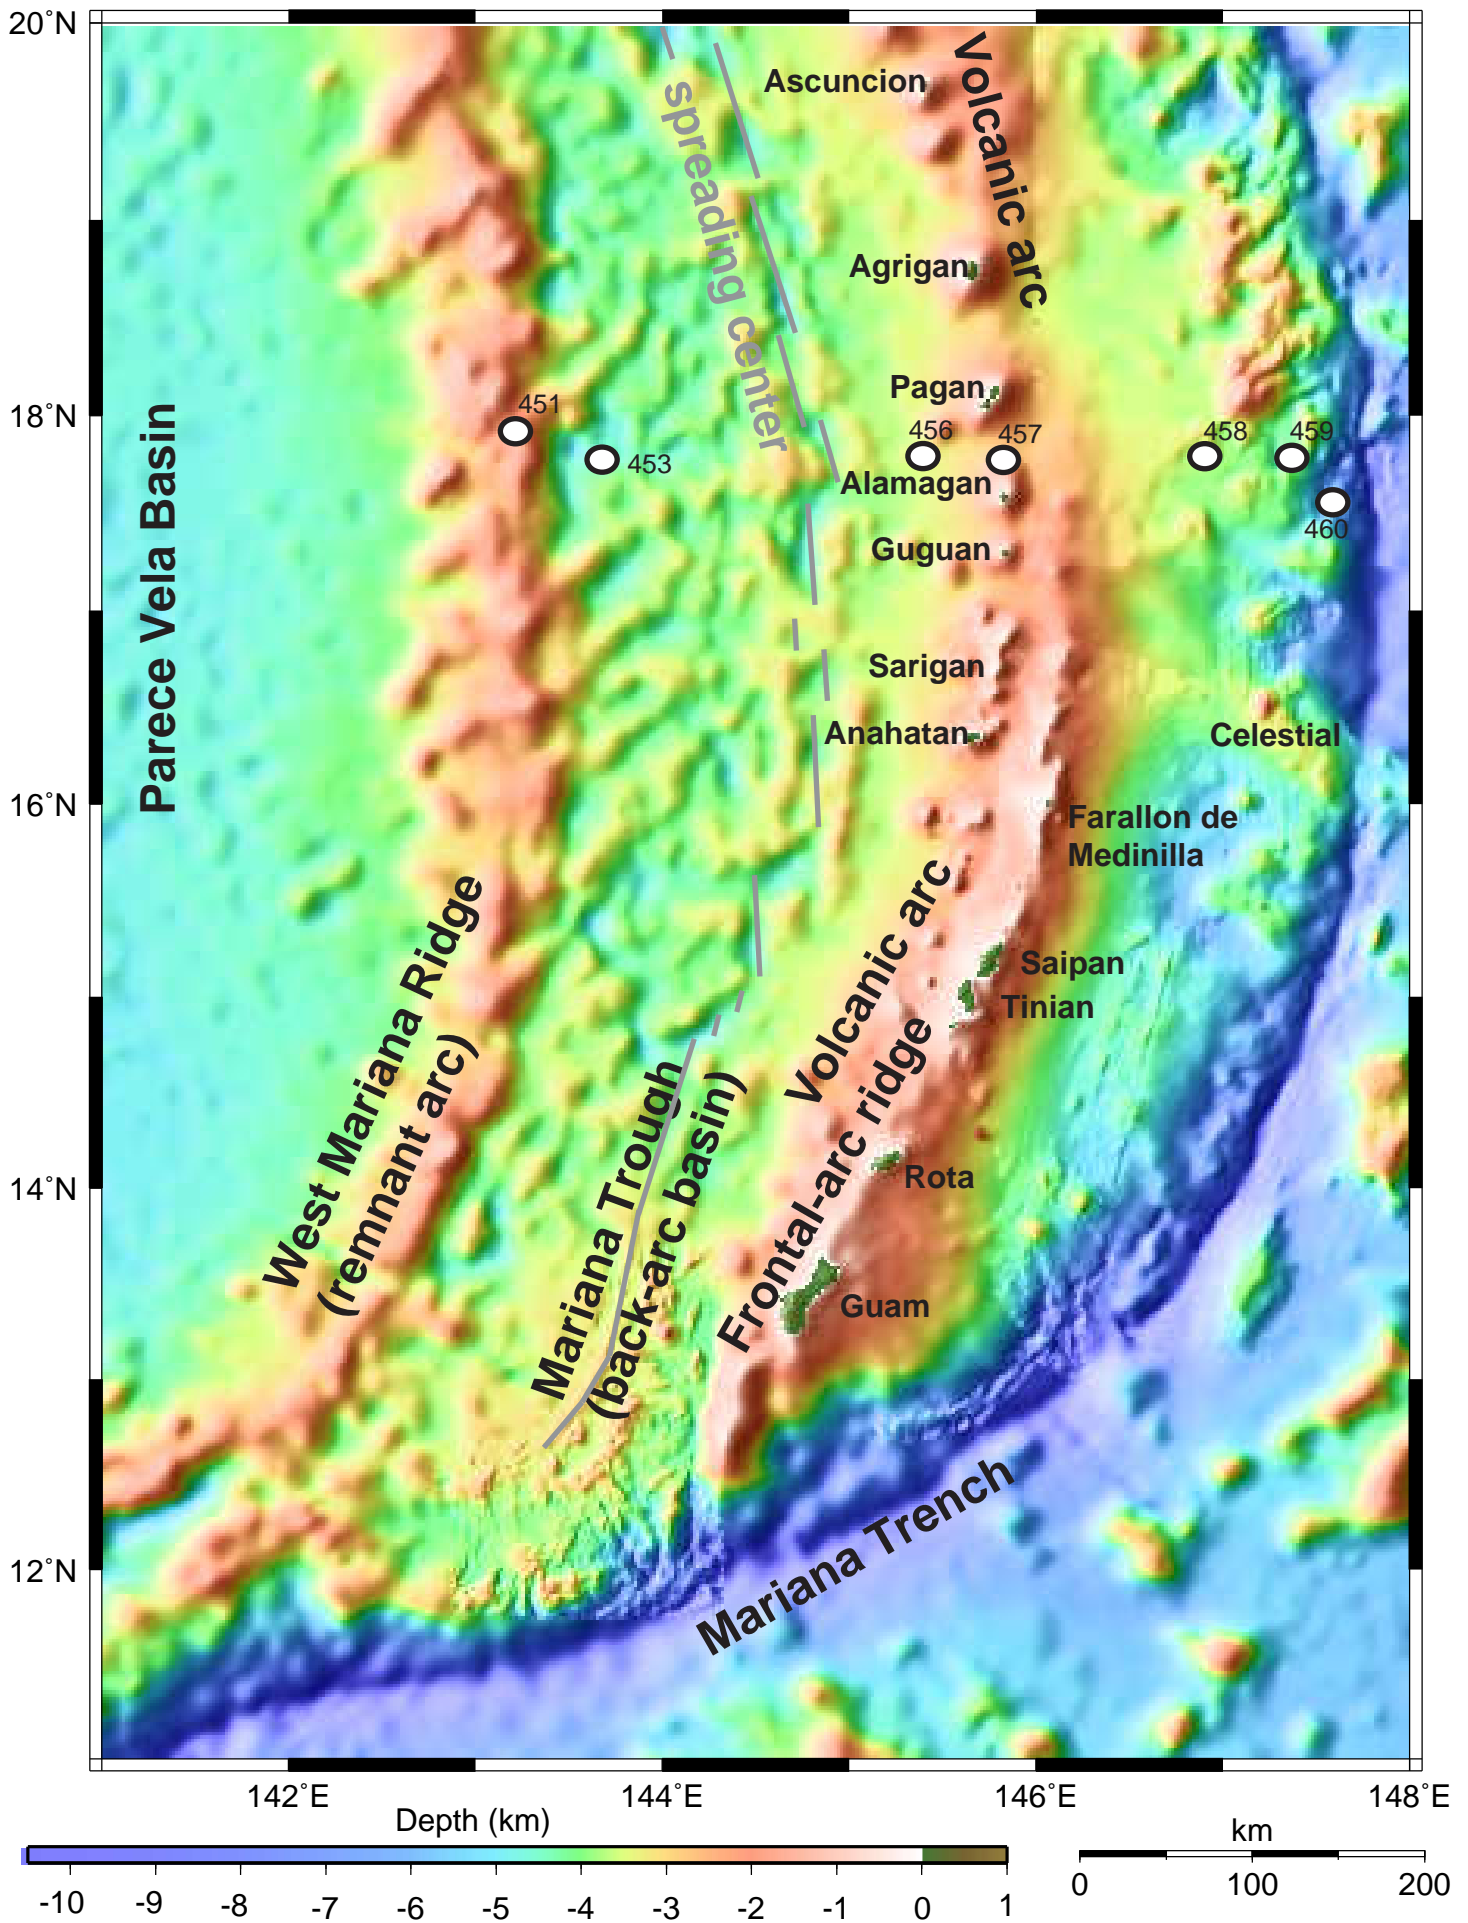 20°N
Ascuncion
Volcanic arc
spreading center
Agrigan
Pagan
18°N
451
453
456
457
458
459
460
Alamagan
Guguan
Parece Vela Basin
Sarigan
Anahatan
Celestial
16°N
Farallon de
Medinilla
West Mariana Ridge
(remnant arc)
Volcanic arc
Saipan
Tinian
Frontal-arc ridge
Mariana Trough
(back-arc basin)
14°N
Rota
Guam
Mariana Trench
12°N
142°E
144°E
146°E
148°E
Depth (km)
-10 -9 -8 -7 -6 -5 -4 -3 -2 -1 0 1
km
0 100 200